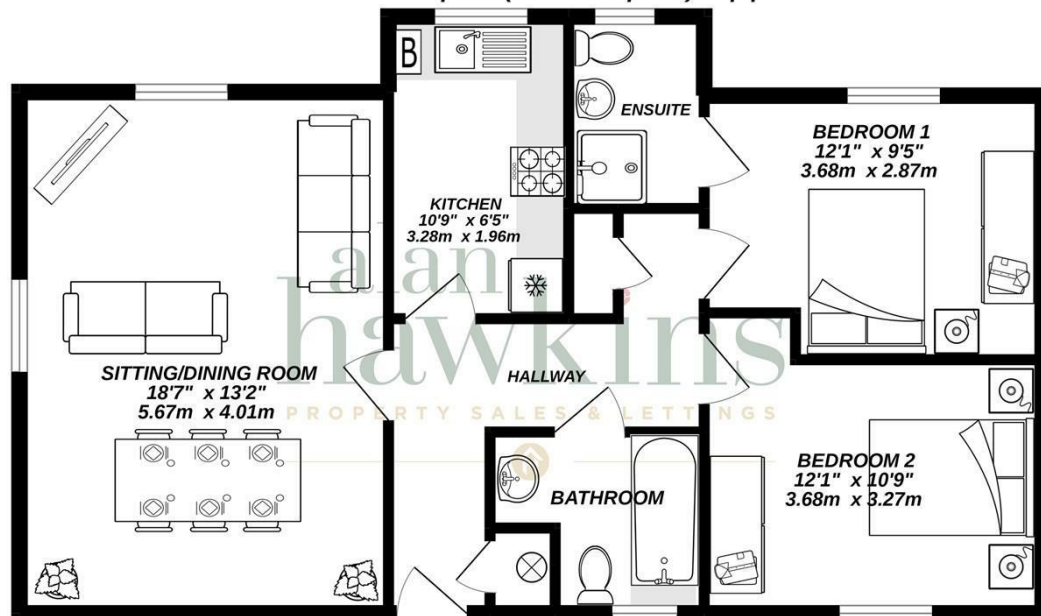 B
ENSUITE
BEDROOM 1
12'1" x 9'5"
3.68m x 2.87m
KITCHEN
10'9" x 6'5"
3.28m x 1.96m
alan
hawkins
PROPERTY SALES & LETTINGS
SITTING/DINING ROOM
18'7" x 13'2"
5.67m x 4.01m
HALLWAY
BATHROOM
BEDROOM 2
12'1" x 10'9"
3.68m x 3.27m